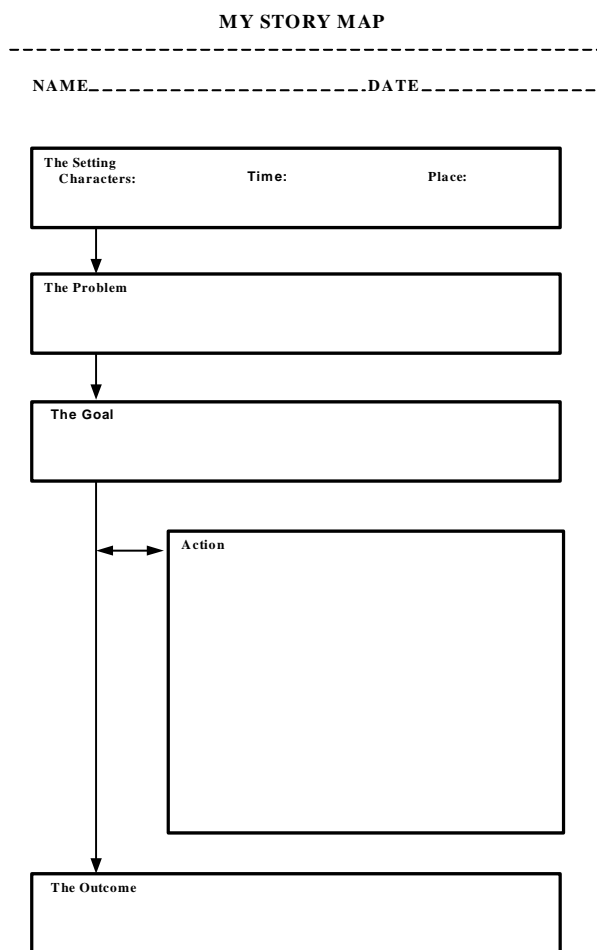 MY STORY MAP
NAME DATE
The Setting
Characters: Time: Place:
The Problem
The Goal
Action
The Outcome